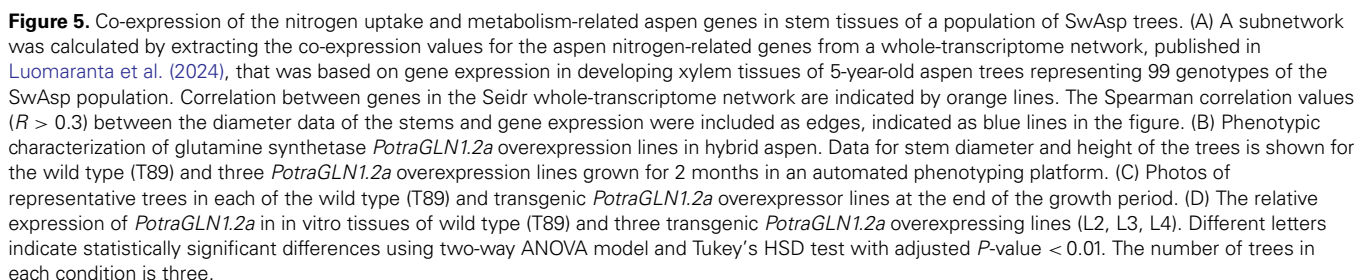 Figure 5. Co-expression of the nitrogen uptake and metabolism-related aspen genes in stem tissues of a population of SwAsp trees. (A) A subnetwork
was calculated by extracting the co-expression values for the aspen nitrogen-related genes from a whole-transcriptome network, published in
Luomaranta et al. (2024), that was based on gene expression in developing xylem tissues of 5-year-old aspen trees representing 99 genotypes of the
SwAsp population. Correlation between genes in the Seidr whole-transcriptome network are indicated by orange lines. The Spearman correlation values
(R > 0.3) between the diameter data of the stems and gene expression were included as edges, indicated as blue lines in the figure. (B) Phenotypic
characterization of glutamine synthetase PotraGLN1.2a overexpression lines in hybrid aspen. Data for stem diameter and height of the trees is shown for
the wild type (T89) and three PotraGLN1.2a overexpression lines grown for 2 months in an automated phenotyping platform. (C) Photos of
representative trees in each of the wild type (T89) and transgenic PotraGLN1.2a overexpressor lines at the end of the growth period. (D) The relative
expression of PotraGLN1.2a in in vitro tissues of wild type (T89) and three transgenic PotraGLN1.2a overexpressing lines (L2, L3, L4). Different letters
indicate statistically significant differences using two-way ANOVA model and Tukey's HSD test with adjusted P-value < 0.01. The number of trees in
each condition is three.